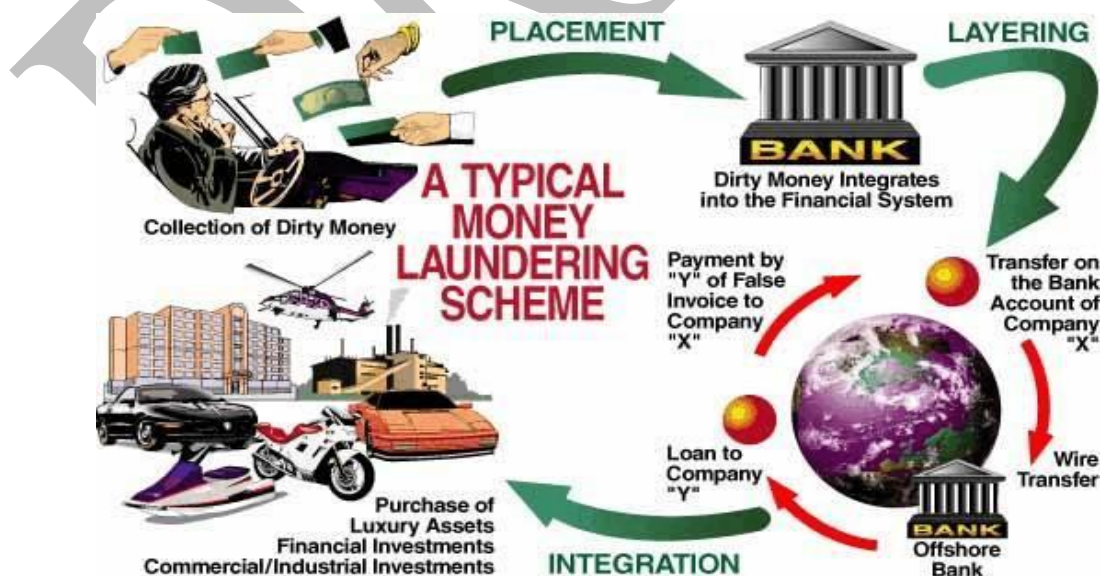 PLACEMENT
LAYERING
BANK
Dirty Money Integrates
into the Financial System
Collection of Dirty Money
A TYPICAL
MONEY
LAUNDERING
SCHEME
Payment by
"Y" of False
Invoice to
Company
"X"
Transfer on
the Bank
Account of
Company
"X"
Loan to
Company
"Y"
Wire
Transfer
BANK
Offshore
Bank
Purchase of
Luxury Assets
Financial Investments
Commercial/Industrial Investments
INTEGRATION